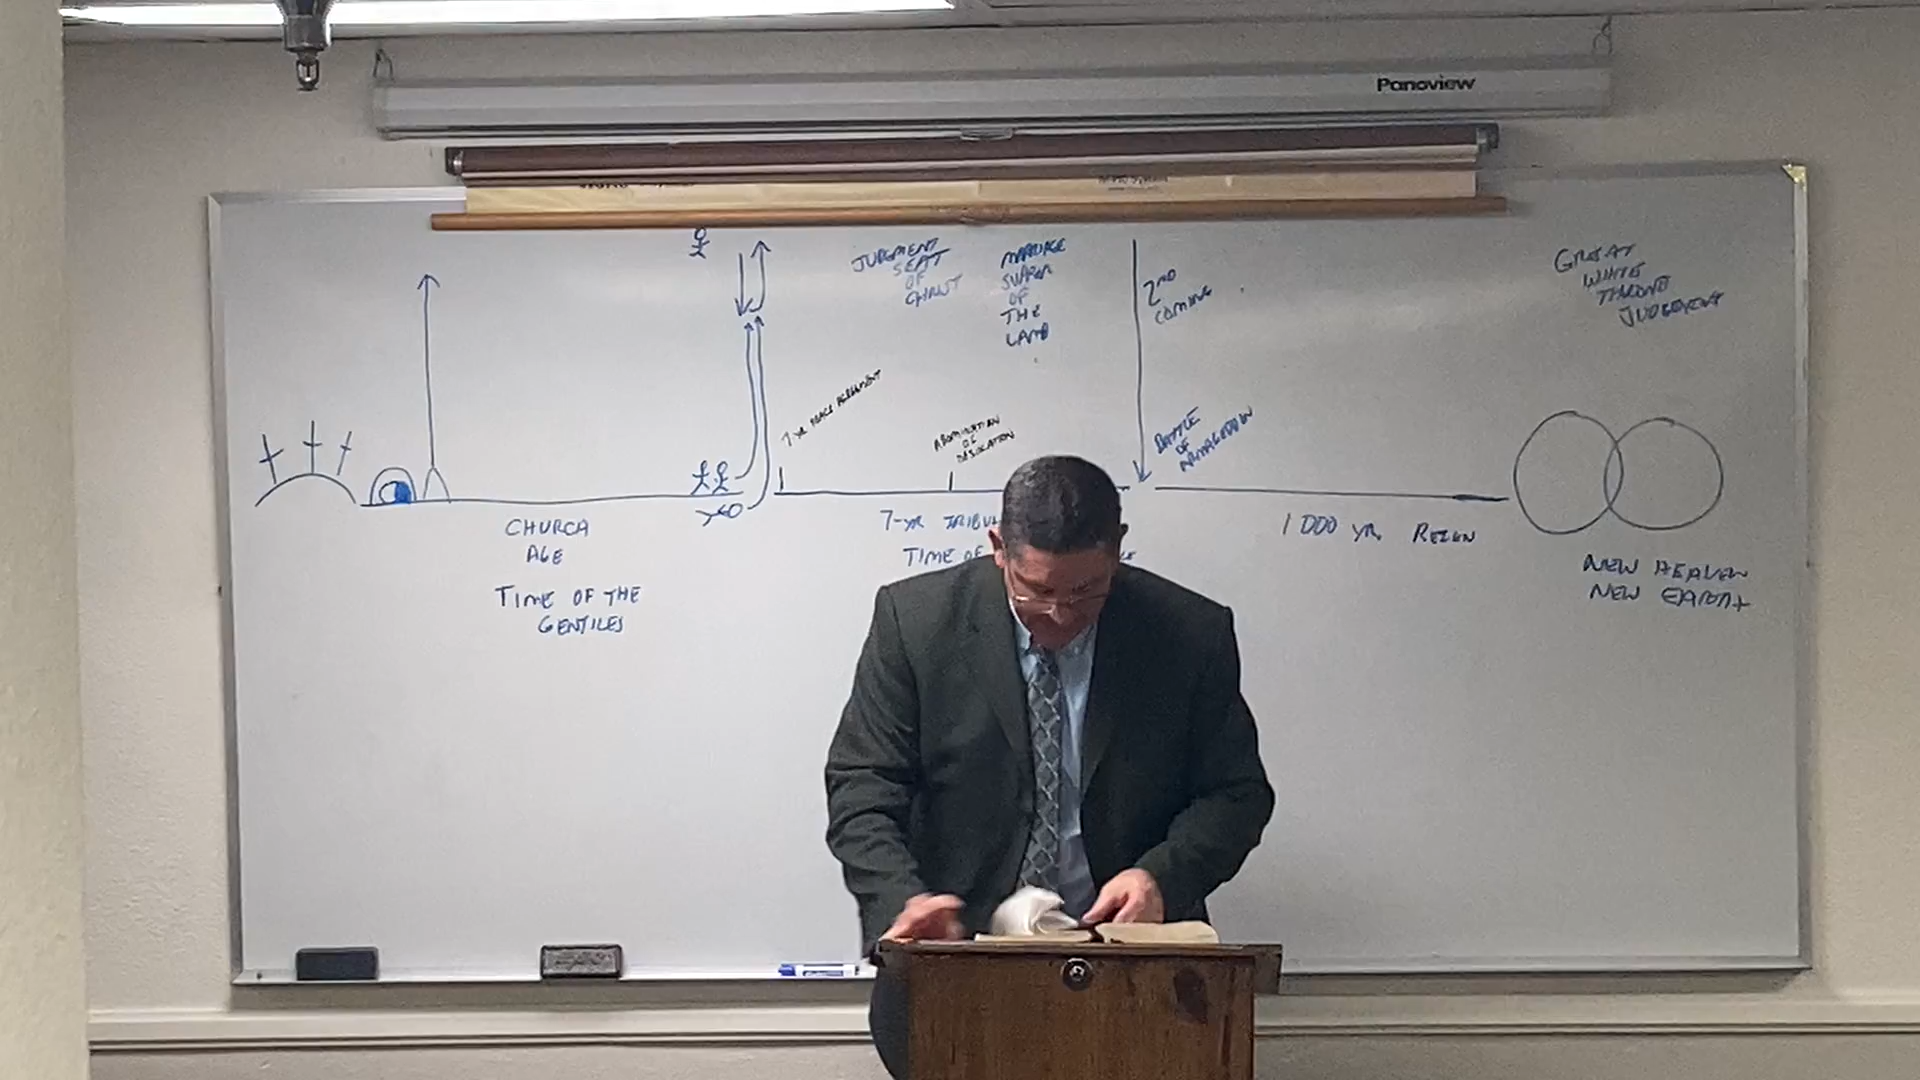 Panoview
JUDGMENT
SEAT
OF
CHRIST
MARRIAGE
SUPPER
OF
THE
LAMB
2ND
COMING
GREAT
WHITE
THRONE
JUDGEMENT
7-YR PEACE AGREEMENT
ABOMINATION
OF
DESOLATION
BATTLE
OF
ARMAGEDDON
CHURCH
AGE
TIME OF THE
GENTILES
7-YR TRIBU
TIME OF
1000 YR. REIGN
NEW HEAVEN
NEW EARTH